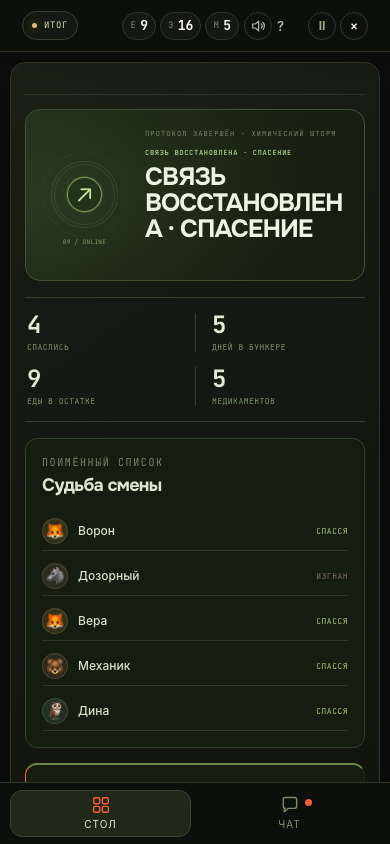 ИТОГ
Е 9
Э 16
М 5
?
×
ПРОТОКОЛ ЗАВЕРШЁН · ХИМИЧЕСКИЙ ШТОРМ
СВЯЗЬ ВОССТАНОВЛЕНА · СПАСЕНИЕ
СВЯЗЬ
ВОССТАНОВЛЕН
А · СПАСЕНИЕ
09 / ONLINE
4
СПАСЛИСЬ
5
ДНЕЙ В БУНКЕРЕ
9
ЕДЫ В ОСТАТКЕ
5
МЕДИКАМЕНТОВ
ПОИМЁННЫЙ СПИСОК
Судьба смены
Ворон СПАССЯ
Дозорный ИЗГНАН
Вера СПАССЯ
Механик СПАССЯ
Дина СПАССЯ
СТОЛ
ЧАТ